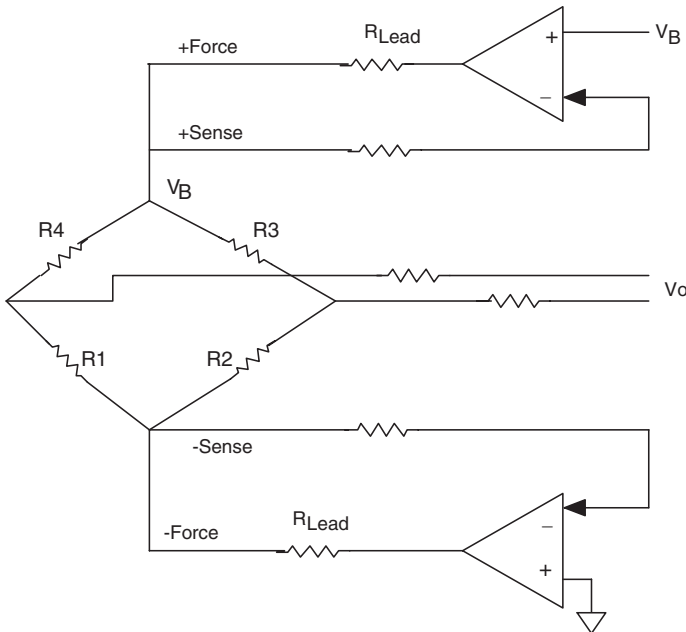 +Force
RLead
+
VB
−
+Sense
VB
R4
R3
Vo
R1
R2
-Sense
RLead
-Force
−
+